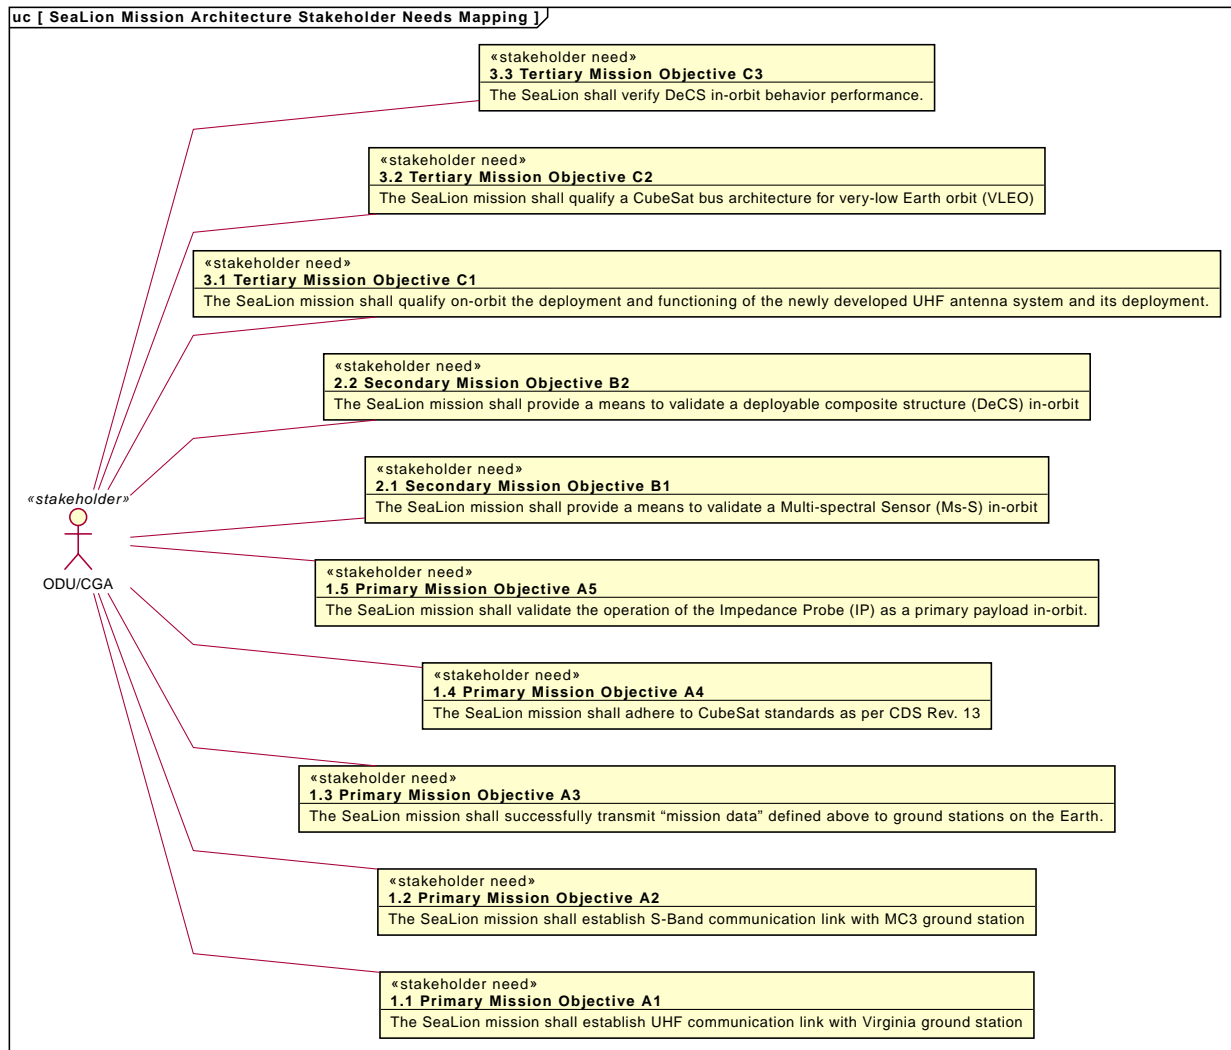 uc [ SeaLion Mission Architecture Stakeholder Needs Mapping ]
«stakeholder need»
3.3 Tertiary Mission Objective C3
The SeaLion shall verify DeCS in-orbit behavior performance.
«stakeholder need»
3.2 Tertiary Mission Objective C2
The SeaLion mission shall qualify a CubeSat bus architecture for very-low Earth orbit (VLEO)
«stakeholder need»
3.1 Tertiary Mission Objective C1
The SeaLion mission shall qualify on-orbit the deployment and functioning of the newly developed UHF antenna system and its deployment.
«stakeholder need»
2.2 Secondary Mission Objective B2
The SeaLion mission shall provide a means to validate a deployable composite structure (DeCS) in-orbit
«stakeholder need»
2.1 Secondary Mission Objective B1
The SeaLion mission shall provide a means to validate a Multi-spectral Sensor (Ms-S) in-orbit
«stakeholder»
ODU/CGA
«stakeholder need»
1.5 Primary Mission Objective A5
The SeaLion mission shall validate the operation of the Impedance Probe (IP) as a primary payload in-orbit.
«stakeholder need»
1.4 Primary Mission Objective A4
The SeaLion mission shall adhere to CubeSat standards as per CDS Rev. 13
«stakeholder need»
1.3 Primary Mission Objective A3
The SeaLion mission shall successfully transmit “mission data” defined above to ground stations on the Earth.
«stakeholder need»
1.2 Primary Mission Objective A2
The SeaLion mission shall establish S-Band communication link with MC3 ground station
«stakeholder need»
1.1 Primary Mission Objective A1
The SeaLion mission shall establish UHF communication link with Virginia ground station